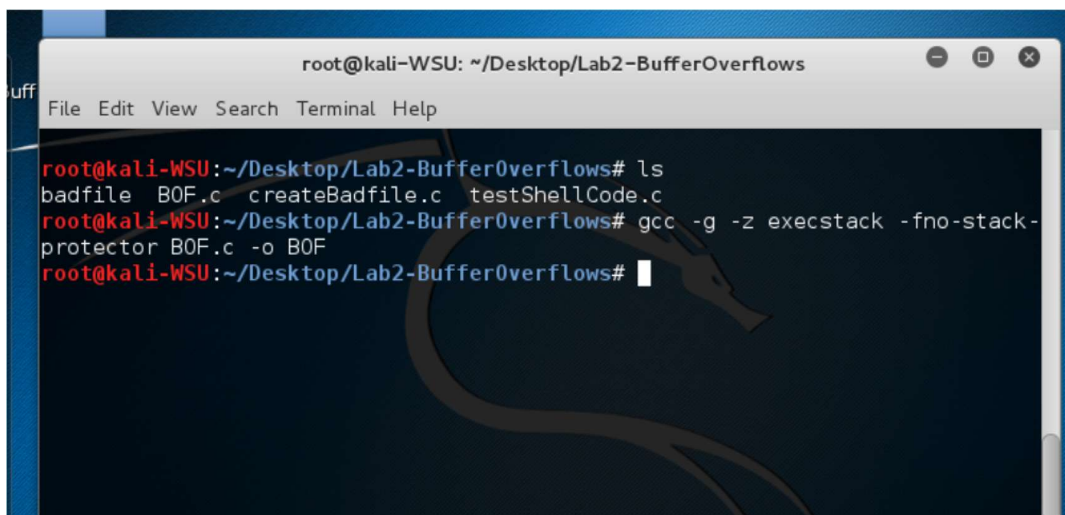 root@kali-WSU: ~/Desktop/Lab2-BufferOverflows
uff
File Edit View Search Terminal Help
root@kali-WSU:~/Desktop/Lab2-BufferOverflows# ls
badfile BOF.c createBadfile.c testShellCode.c
root@kali-WSU:~/Desktop/Lab2-BufferOverflows# gcc -g -z execstack -fno-stack-
protector BOF.c -o BOF
root@kali-WSU:~/Desktop/Lab2-BufferOverflows#